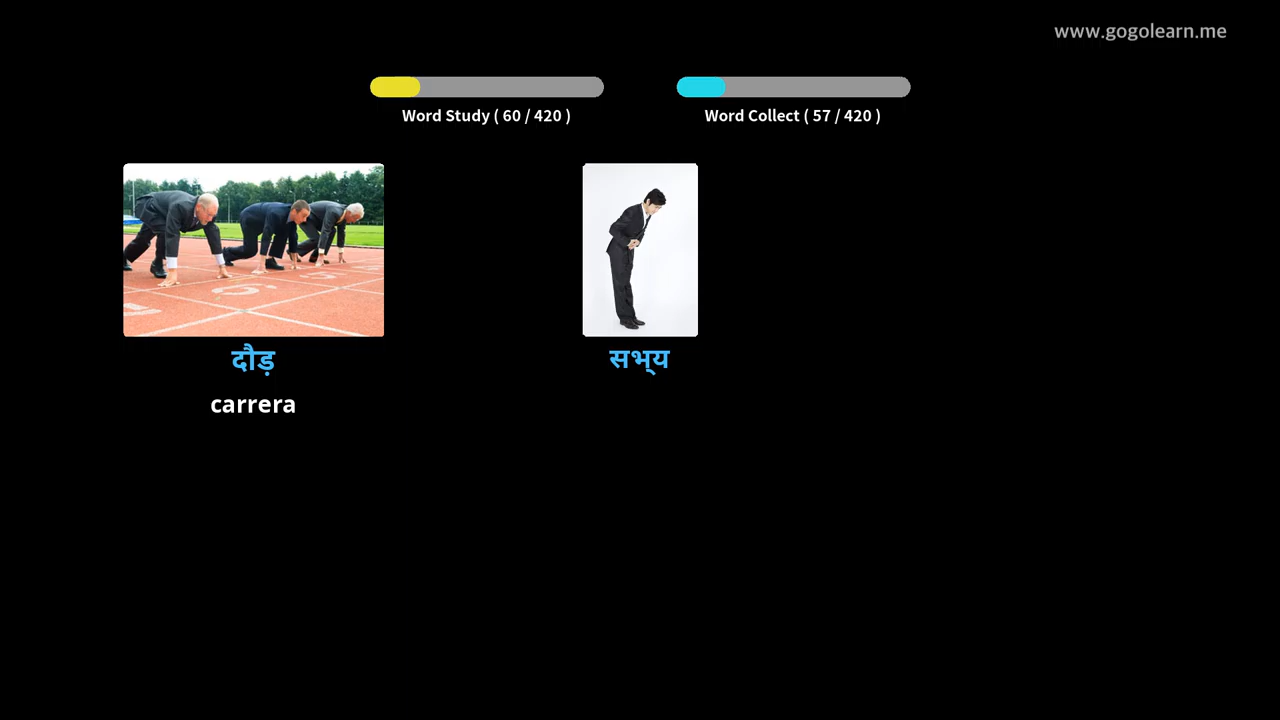 www.gogolearn.me
Word Study ( 60 / 420 )
Word Collect ( 57 / 420 )
दौड़
सभ्‍य
carrera